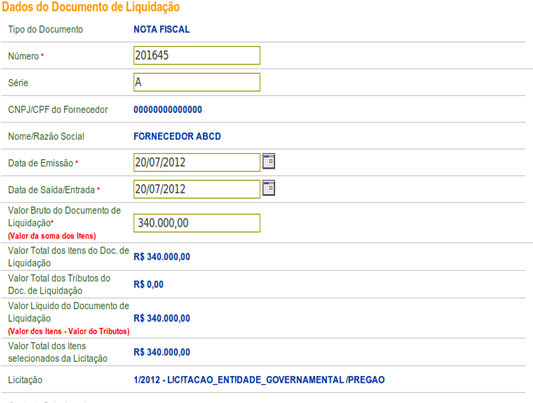 Dados do Documento de Liquidação
Tipo do Documento NOTA FISCAL
Número * 201645
Série A
CNPJ/CPF do Fornecedor 00000000000000
Nome/Razão Social FORNECEDOR ABCD
Data de Emissão * 20/07/2012
Data de Saída/Entrada * 20/07/2012
Valor Bruto do Documento de
Liquidação* 340.000,00
(Valor da soma dos Itens)
Valor Total dos itens do Doc. de
Liquidação R$ 340.000,00
Valor Total dos Tributos do
Doc. de Liquidação R$ 0,00
Valor Líquido do Documento de
Liquidação R$ 340.000,00
(Valor dos Itens - Valor do Tributos)
Valor Total dos Itens
selecionados da Licitação R$ 340.000,00
Licitação 1/2012 - LICITACAO_ENTIDADE_GOVERNAMENTAL /PREGAO